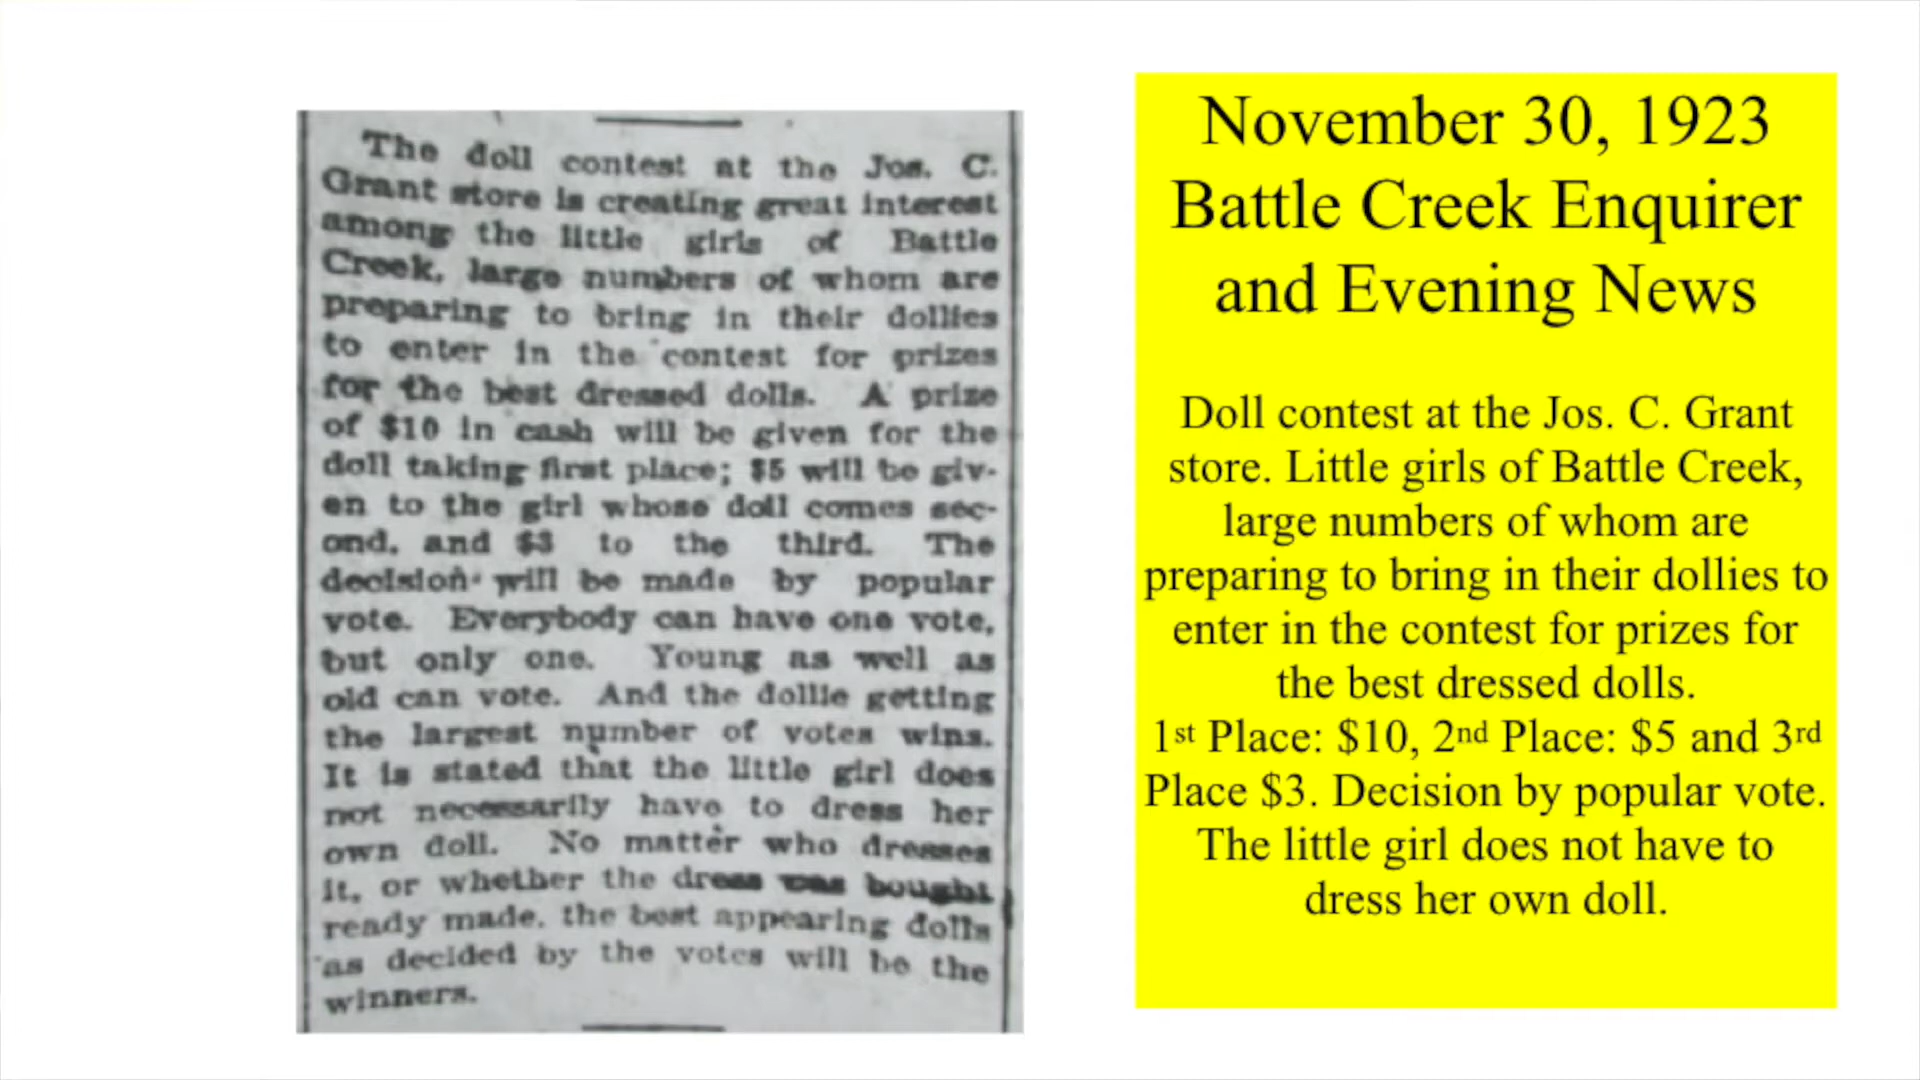 The doll contest at the Jos. C.
Grant store is creating great interest
among the little girls of Battle
Creek, large numbers of whom are
preparing to bring in their dollies
to enter in the contest for prizes
for the best dressed dolls. A prize
of $10 in cash will be given for the
doll taking first place; $5 will be giv-
en to the girl whose doll comes sec-
ond, and $3 to the third. The
decision will be made by popular
vote. Everybody can have one vote,
but only one. Young as well as
old can vote. And the dollie getting
the largest number of votes wins.
It is stated that the little girl does
not necessarily have to dress her
own doll. No matter who dresses
it, or whether the dress was bought
ready made, the best appearing dolls
as decided by the votes will be the
winners.
November 30, 1923
Battle Creek Enquirer
and Evening News
Doll contest at the Jos. C. Grant
store. Little girls of Battle Creek,
large numbers of whom are
preparing to bring in their dollies to
enter in the contest for prizes for
the best dressed dolls.
1st Place: $10, 2nd Place: $5 and 3rd
Place $3. Decision by popular vote.
The little girl does not have to
dress her own doll.